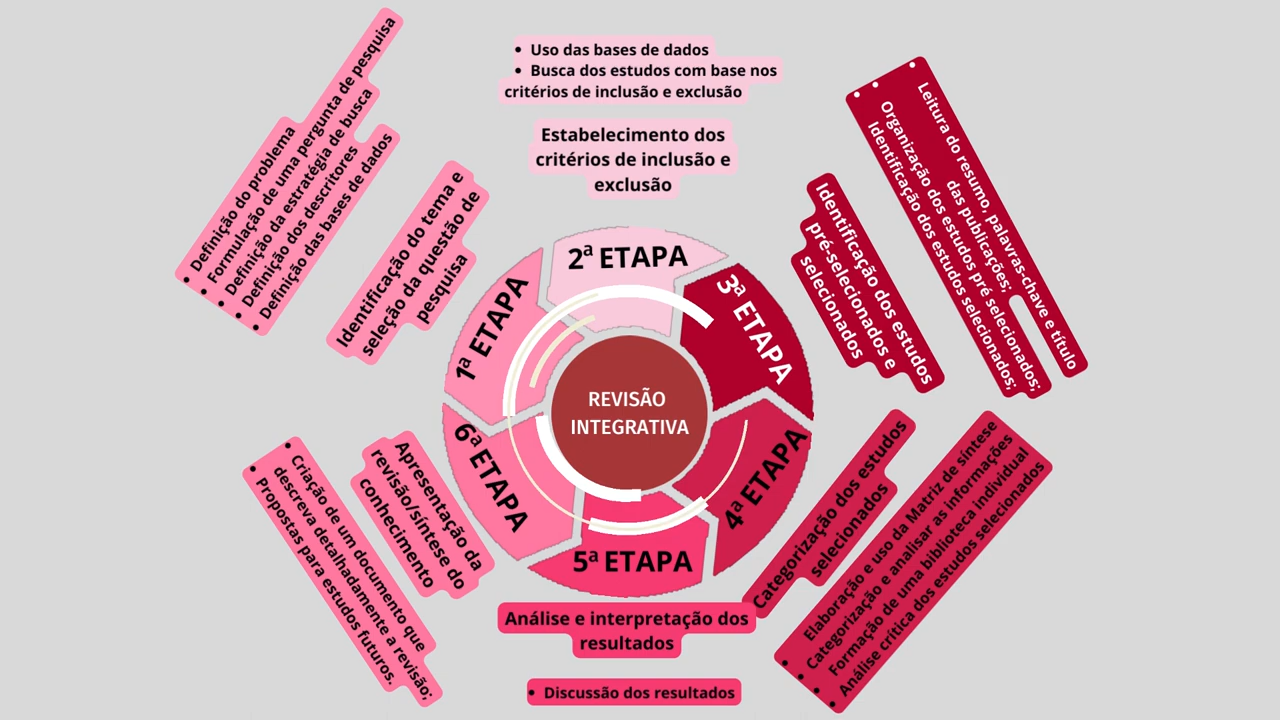 REVISÃO
INTEGRATIVA
1ª ETAPA
Identificação do tema e
seleção da questão de
pesquisa
• Definição do problema
• Formulação de uma pergunta de pesquisa
• Definição da estratégia de busca
• Definição dos descritores
• Definição das bases de dados
2ª ETAPA
Estabelecimento dos
critérios de inclusão e
exclusão
• Uso das bases de dados
• Busca dos estudos com base nos
critérios de inclusão e exclusão
3ª ETAPA
Identificação dos estudos
pré-selecionados e
selecionados
• Leitura do resumo, palavras-chave e título
das publicações;
• Organização dos estudos pré selecionados;
• Identificação dos estudos selecionados;
4ª ETAPA
Categorização dos estudos
selecionados
• Elaboração e uso da Matriz de síntese
• Categorização e analisar as informações
• Formação de uma biblioteca individual
• Análise crítica dos estudos selecionados
5ª ETAPA
Análise e interpretação dos
resultados
• Discussão dos resultados
6ª ETAPA
Apresentação da
revisão/síntese do
conhecimento
• Criação de um documento que
descreva detalhadamente a revisão;
• Propostas para estudos futuros.